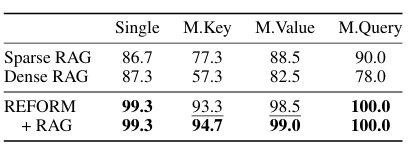 Single M.Key M.Value M.Query
Sparse RAG 86.7 77.3 88.5 90.0
Dense RAG 87.3 57.3 82.5 78.0
REFORM 99.3 93.3 98.5 100.0
+ RAG 99.3 94.7 99.0 100.0